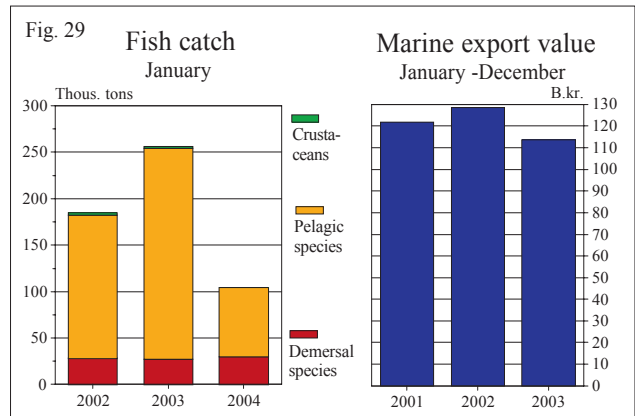 Fig. 29
Fish catch
January
Thous. tons
300
250
200
150
100
50
0
2002 2003 2004
Crusta-
ceans
Pelagic
species
Demersal
species
Marine export value
January -December
B.kr.
130
120
110
100
90
80
70
60
50
40
30
20
10
0
2001 2002 2003